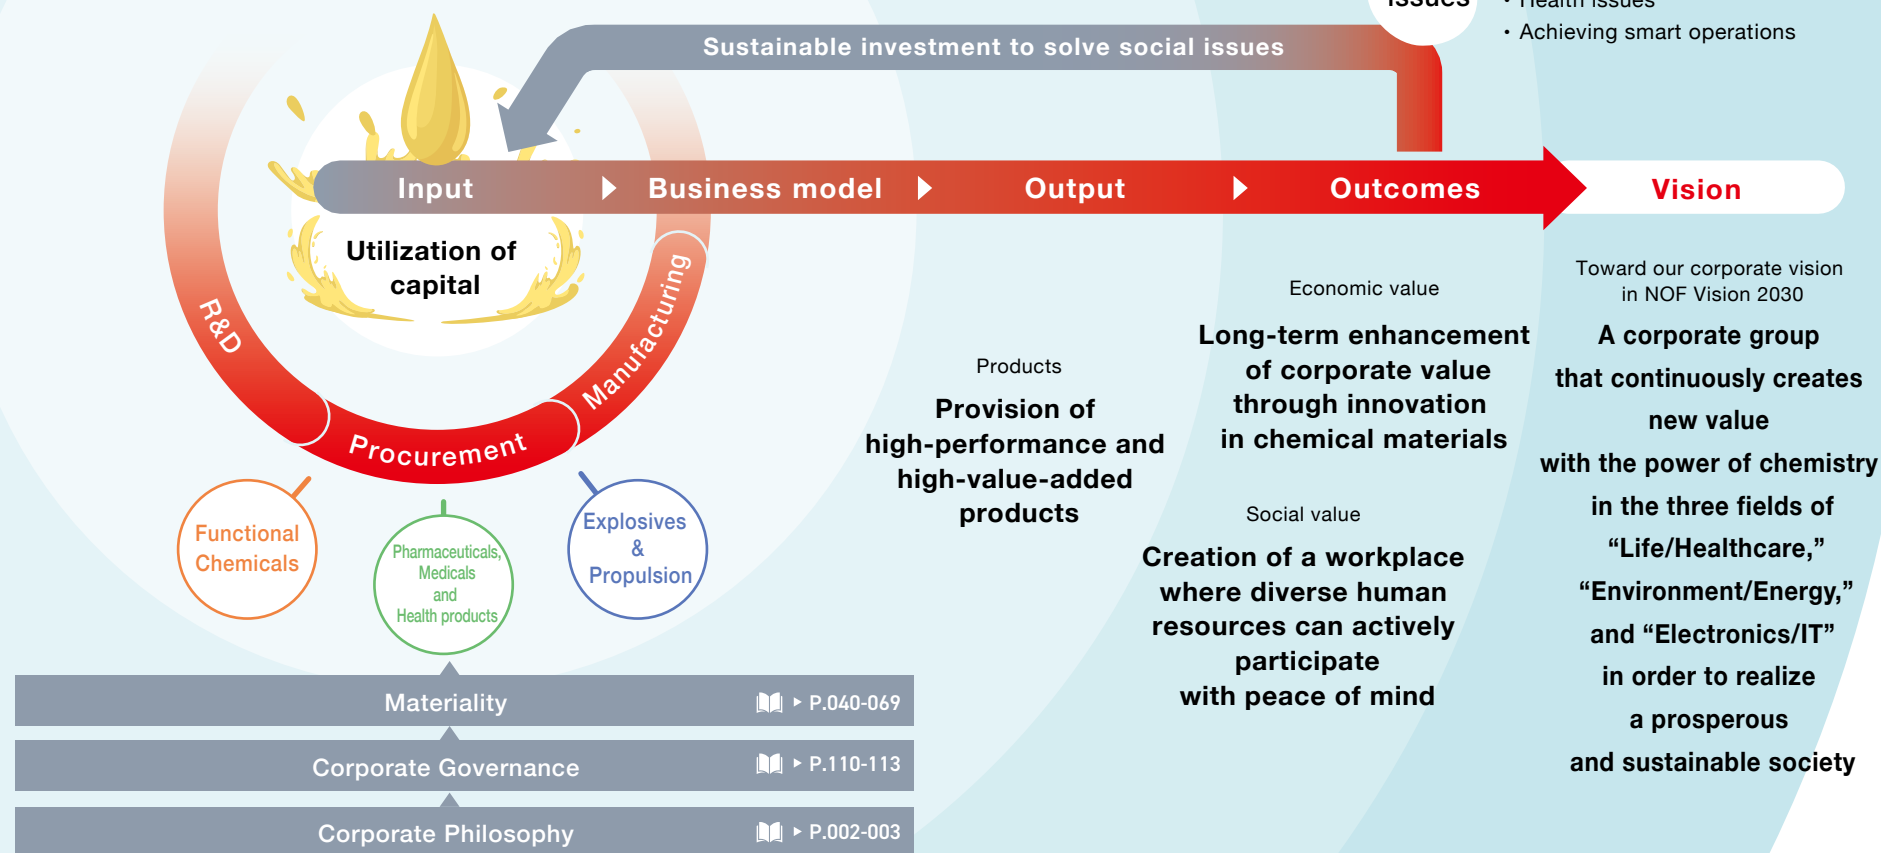 Issues
• Health issues
• Achieving smart operations
Sustainable investment to solve social issues
Input
Business model
Output
Outcomes
Vision
Utilization of
capital
R&D
Procurement
Manufacturing
Functional
Chemicals
Pharmaceuticals,
Medicals
and
Health products
Explosives
&
Propulsion
Products
Provision of
high-performance and
high-value-added
products
Economic value
Long-term enhancement
of corporate value
through innovation
in chemical materials
Social value
Creation of a workplace
where diverse human
resources can actively
participate
with peace of mind
Toward our corporate vision
in NOF Vision 2030
A corporate group
that continuously creates
new value
with the power of chemistry
in the three fields of
“Life/Healthcare,”
“Environment/Energy,”
and “Electronics/IT”
in order to realize
a prosperous
and sustainable society
Materiality P.040-069
Corporate Governance P.110-113
Corporate Philosophy P.002-003